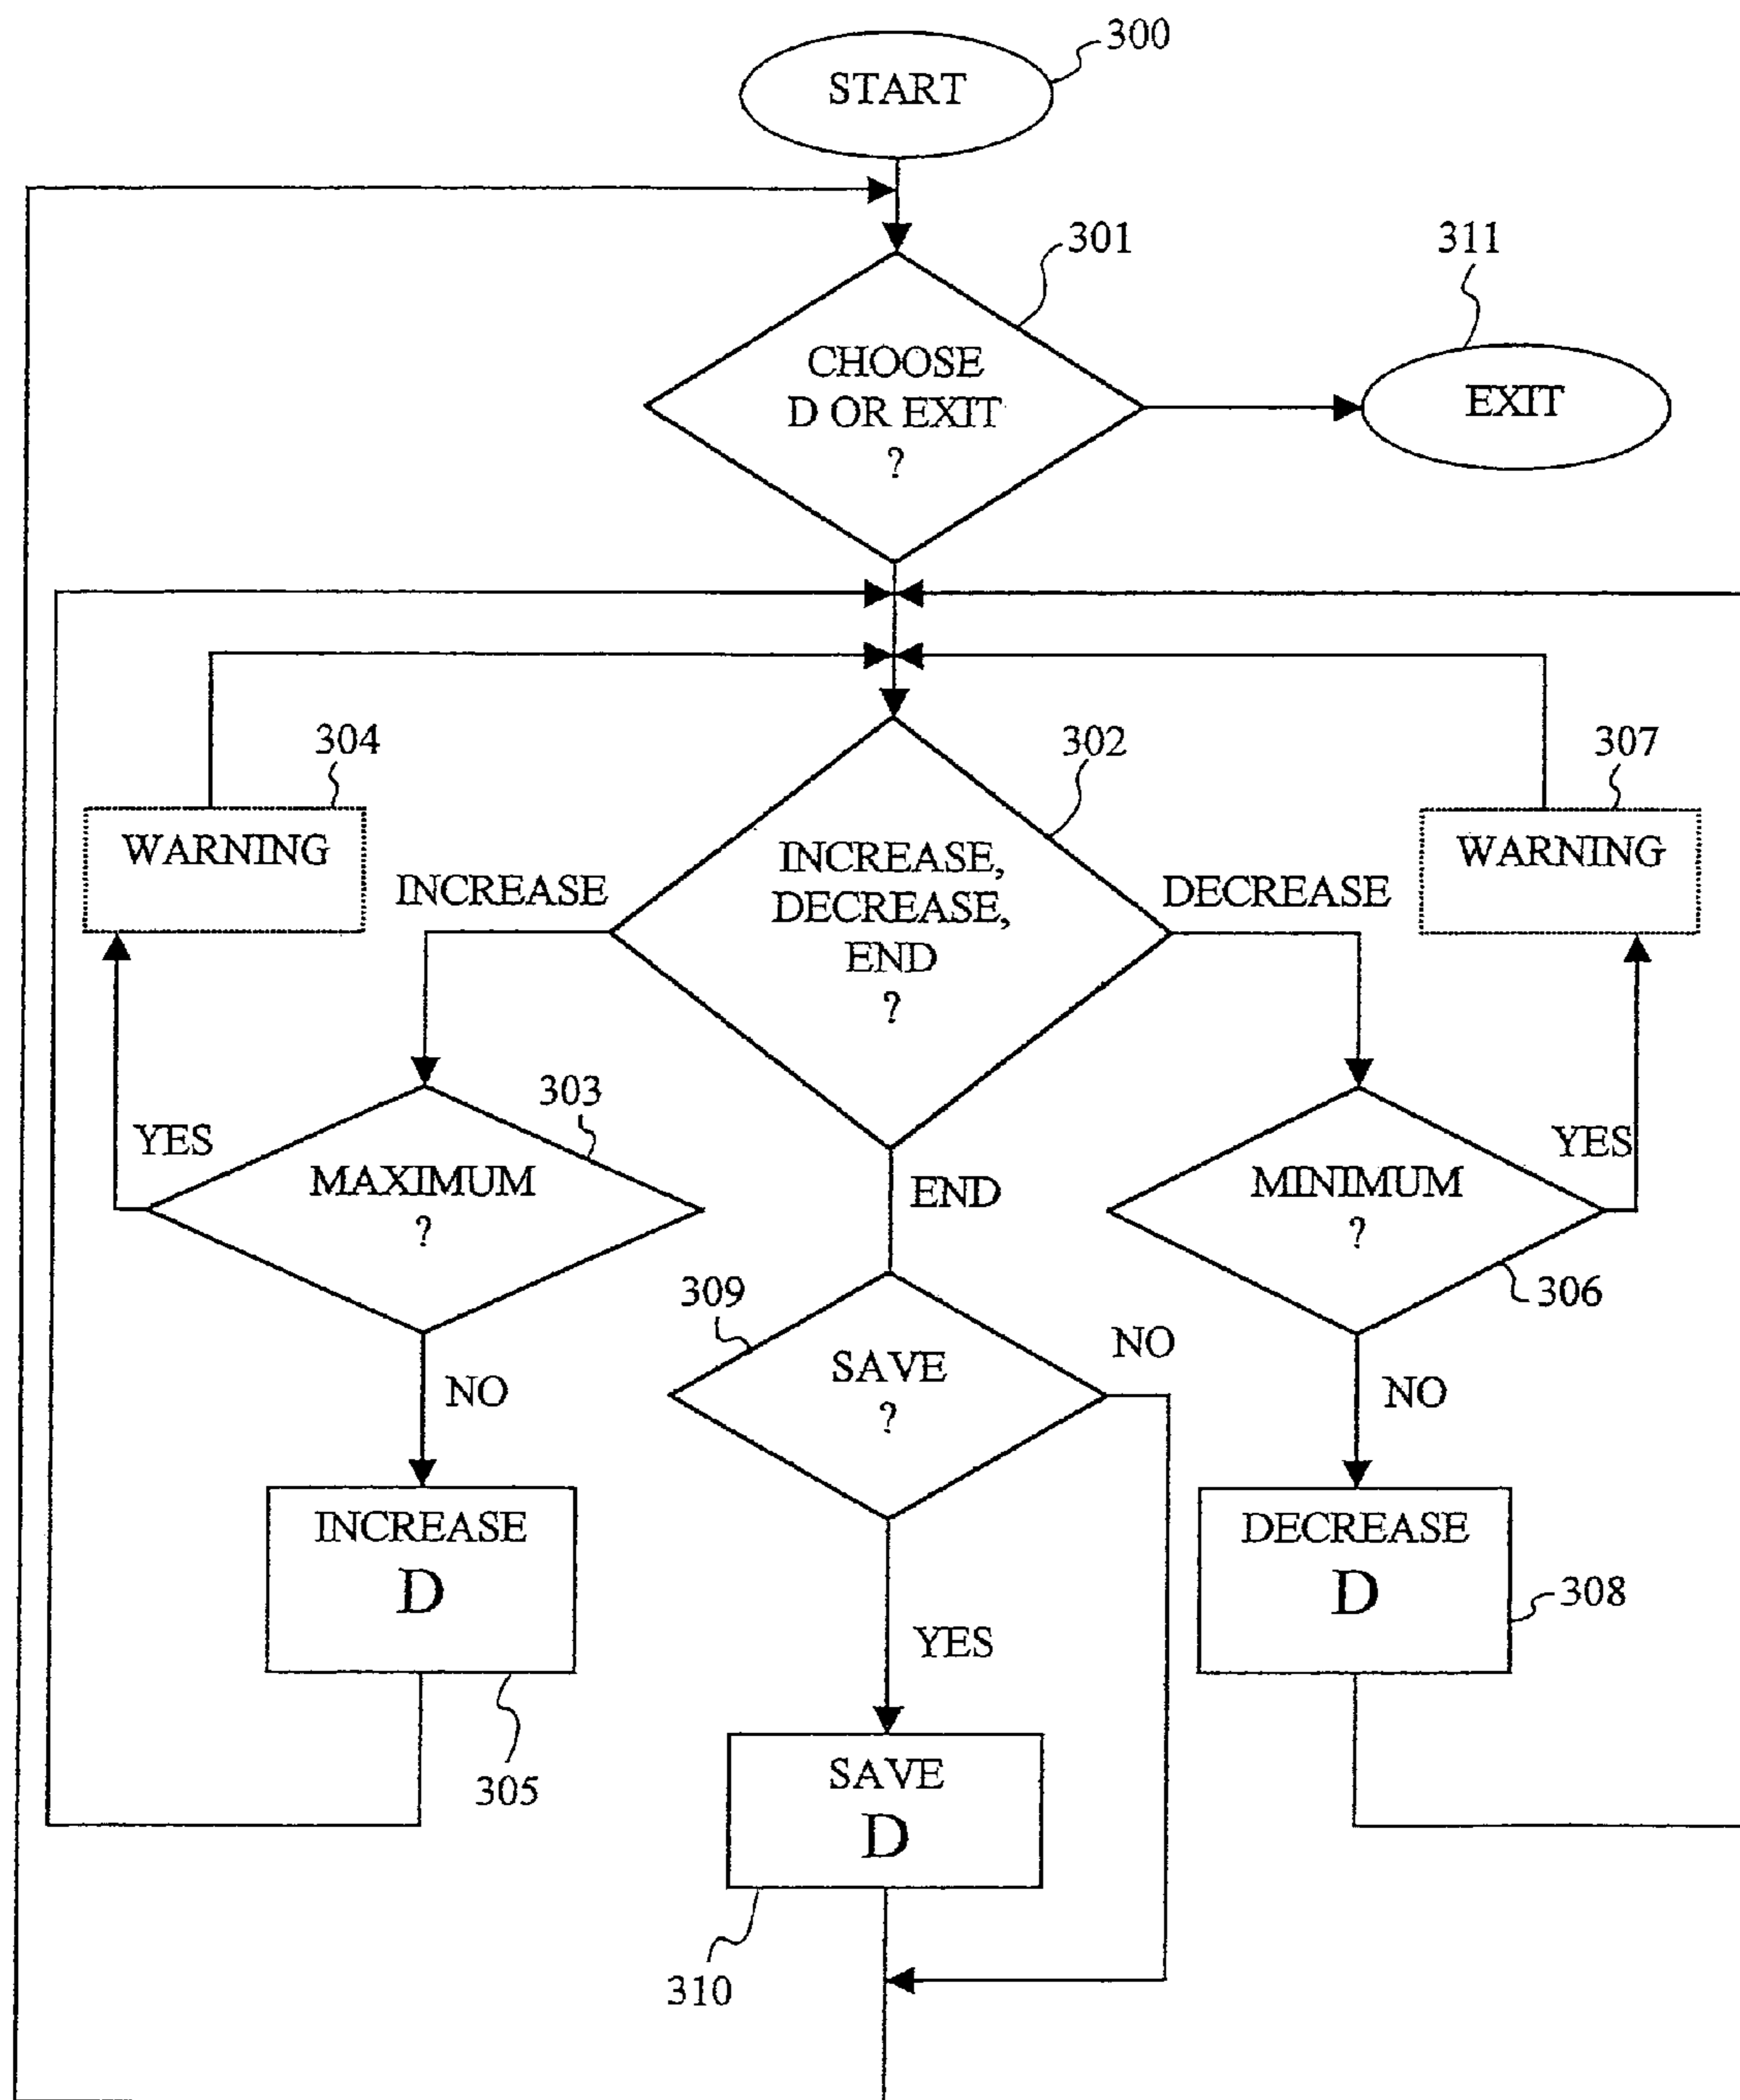 START
300
301
311
CHOOSE
D OR EXIT
?
EXIT
304
302
307
WARNING
INCREASE
INCREASE,
DECREASE,
END
?
DECREASE
WARNING
303
YES
MAXIMUM
?
END
YES
MINIMUM
?
306
309
SAVE
?
NO
NO
NO
INCREASE
D
305
YES
DECREASE
D
308
SAVE
D
310